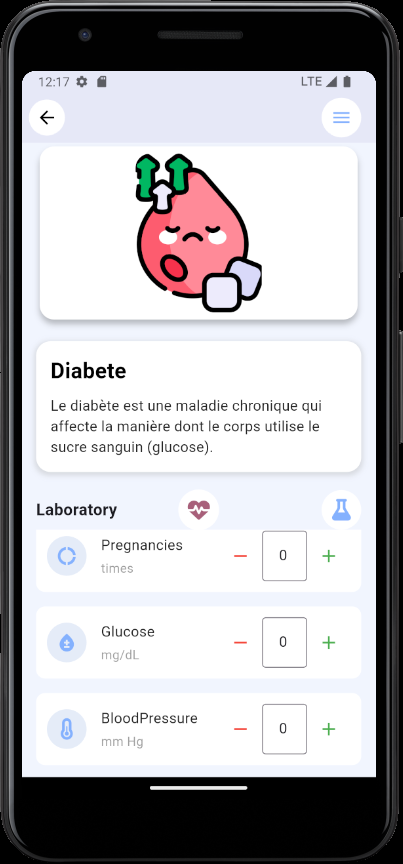 12:17 LTE
Diabete
Le diabète est une maladie chronique qui
affecte la manière dont le corps utilise le
sucre sanguin (glucose).
Laboratory
Pregnancies
times
0
Glucose
mg/dL
0
BloodPressure
mm Hg
0